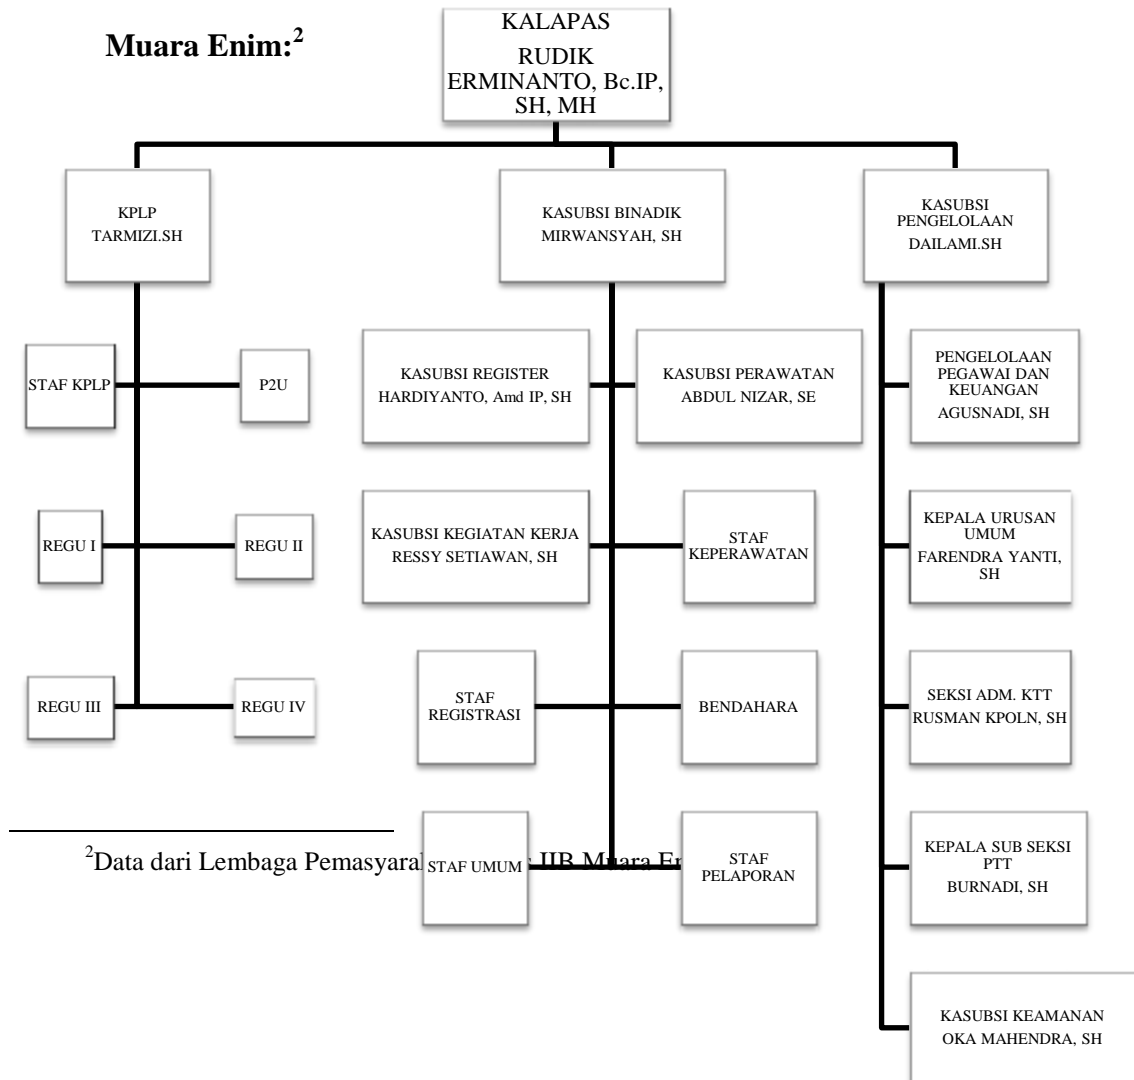 Muara Enim:2
KALAPAS
RUDIK
ERMINANTO, Bc.IP,
SH, MH
KPLP
TARMIZI.SH
KASUBSI BINADIK
MIRWANSYAH, SH
KASUBSI
PENGELOLAAN
DAILAMI.SH
STAF KPLP
P2U
REGU I
REGU II
REGU III
REGU IV
KASUBSI REGISTER
HARDIYANTO, Amd IP, SH
KASUBSI PERAWATAN
ABDUL NIZAR, SE
KASUBSI KEGIATAN KERJA
RESSY SETIAWAN, SH
STAF
KEPERAWATAN
STAF
REGISTRASI
BENDAHARA
STAF UMUM
STAF
PELAPORAN
PENGELOLAAN
PEGAWAI DAN
KEUANGAN
AGUSNADI, SH
KEPALA URUSAN
UMUM
FARENDRA YANTI,
SH
SEKSI ADM. KTT
RUSMAN KPOLN, SH
KEPALA SUB SEKSI
PTT
BURNADI, SH
KASUBSI KEAMANAN
OKA MAHENDRA, SH
2Data dari Lembaga IIB Muara